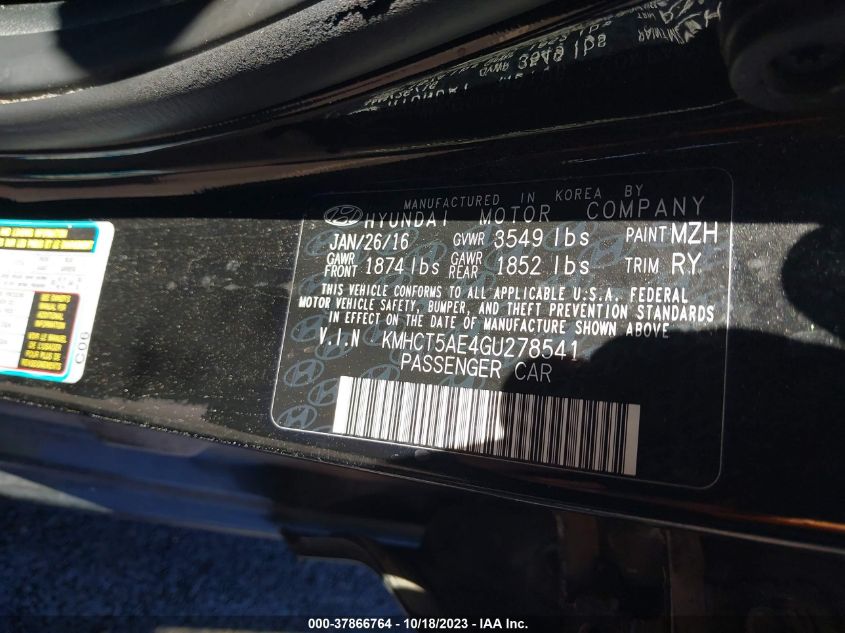 MANUFACTURED IN KOREA BY
HYUNDAI MOTOR COMPANY
JAN/26/16 GVWR 3549 lbs PAINT MZH
GAWR FRONT 1874 lbs GAWR REAR 1852 lbs TRIM RY
THIS VEHICLE CONFORMS TO ALL APPLICABLE U.S.A. FEDERAL
MOTOR VEHICLE SAFETY, BUMPER, AND THEFT PREVENTION STANDARDS
IN EFFECT ON THE DATE OF MANUFACTURE SHOWN ABOVE.
V.I.N KMHCT5AE4GU278541
PASSENGER CAR
C06
000-37866764 - 10/18/2023 - IAA Inc.